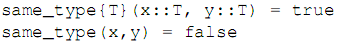 same_type{T}(x::T, y::T) = true
same_type(x,y) = false